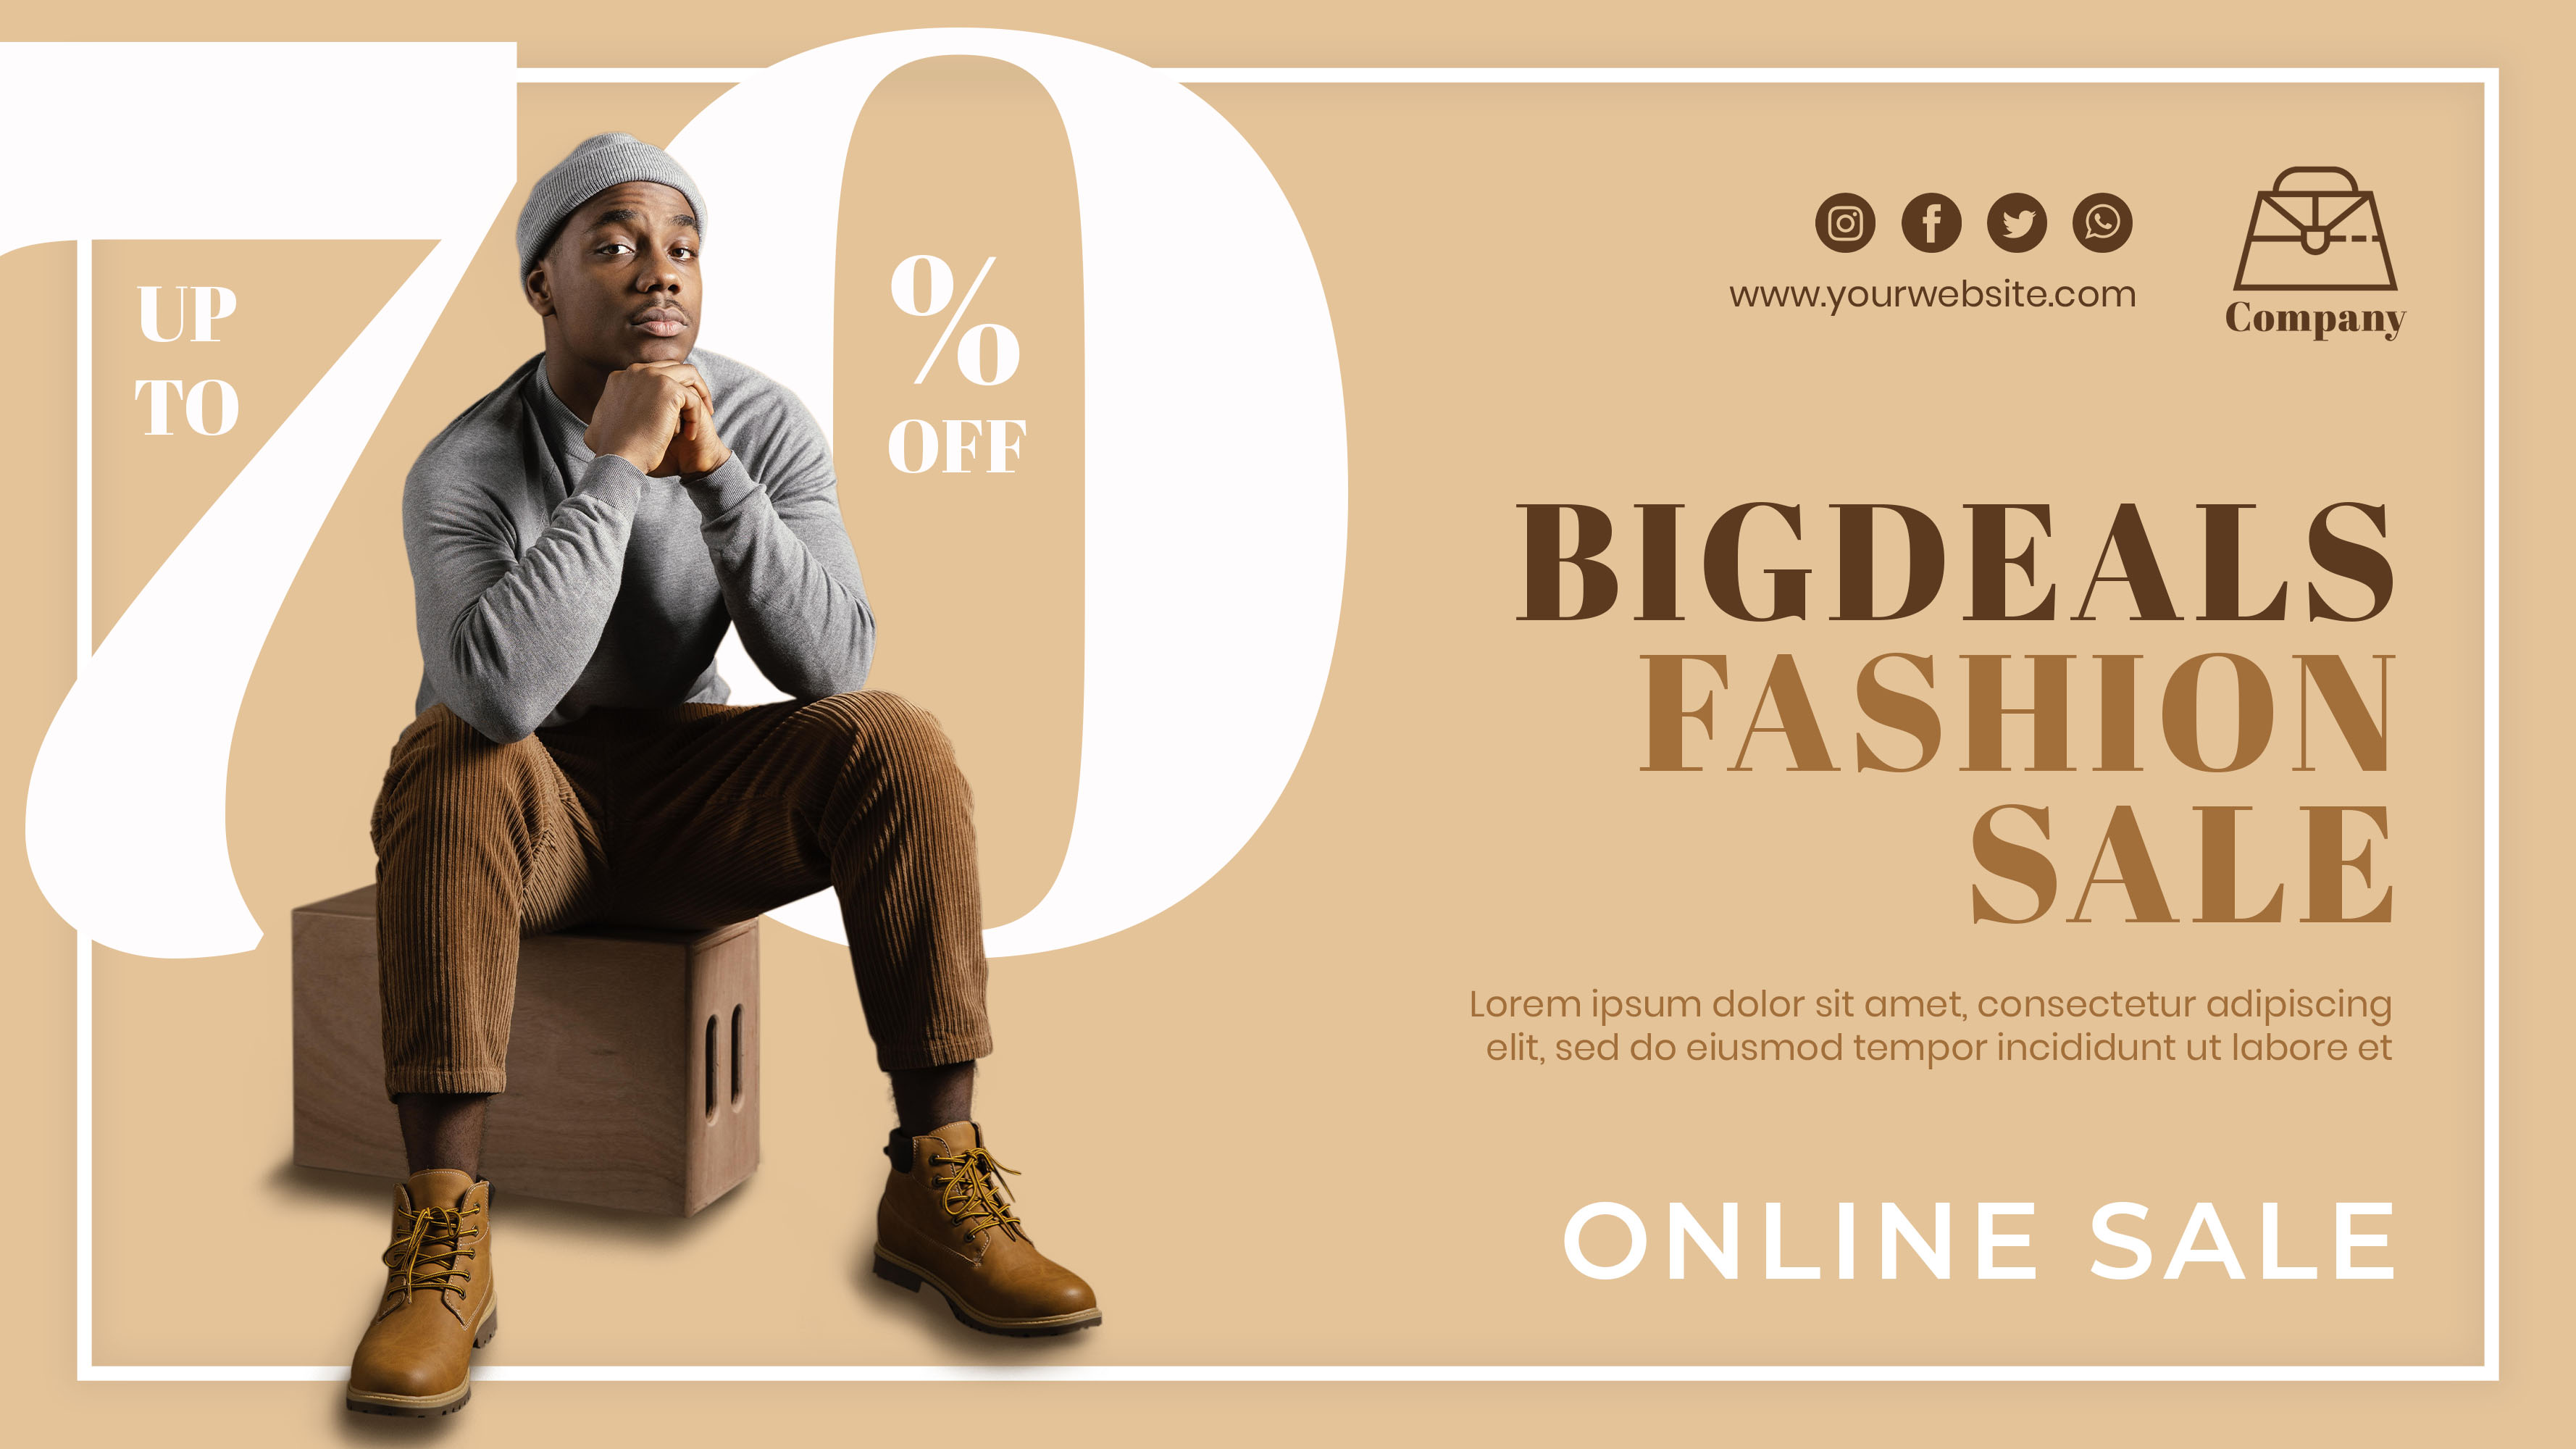 UP
TO
70
%
OFF
www.yourwebsite.com
Company
BIGDEALS
FASHION
SALE
Lorem ipsum dolor sit amet, consectetur adipiscing
elit, sed do eiusmod tempor incididunt ut labore et
ONLINE SALE